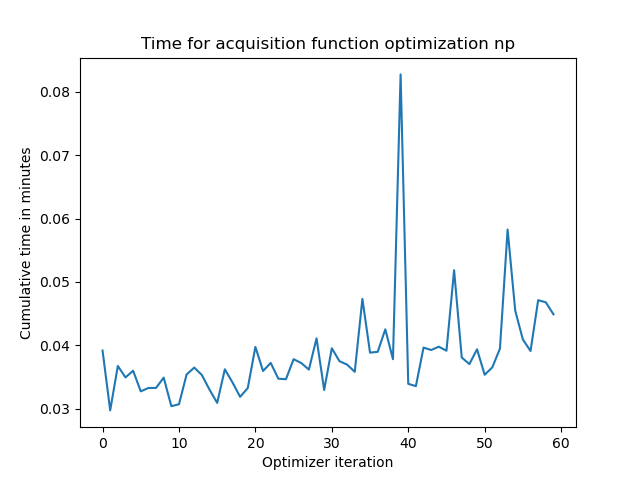 Time for acquisition function optimization np
Cumulative time in minutes
0.08
0.07
0.06
0.05
0.04
0.03
0 10 20 30 40 50 60
Optimizer iteration